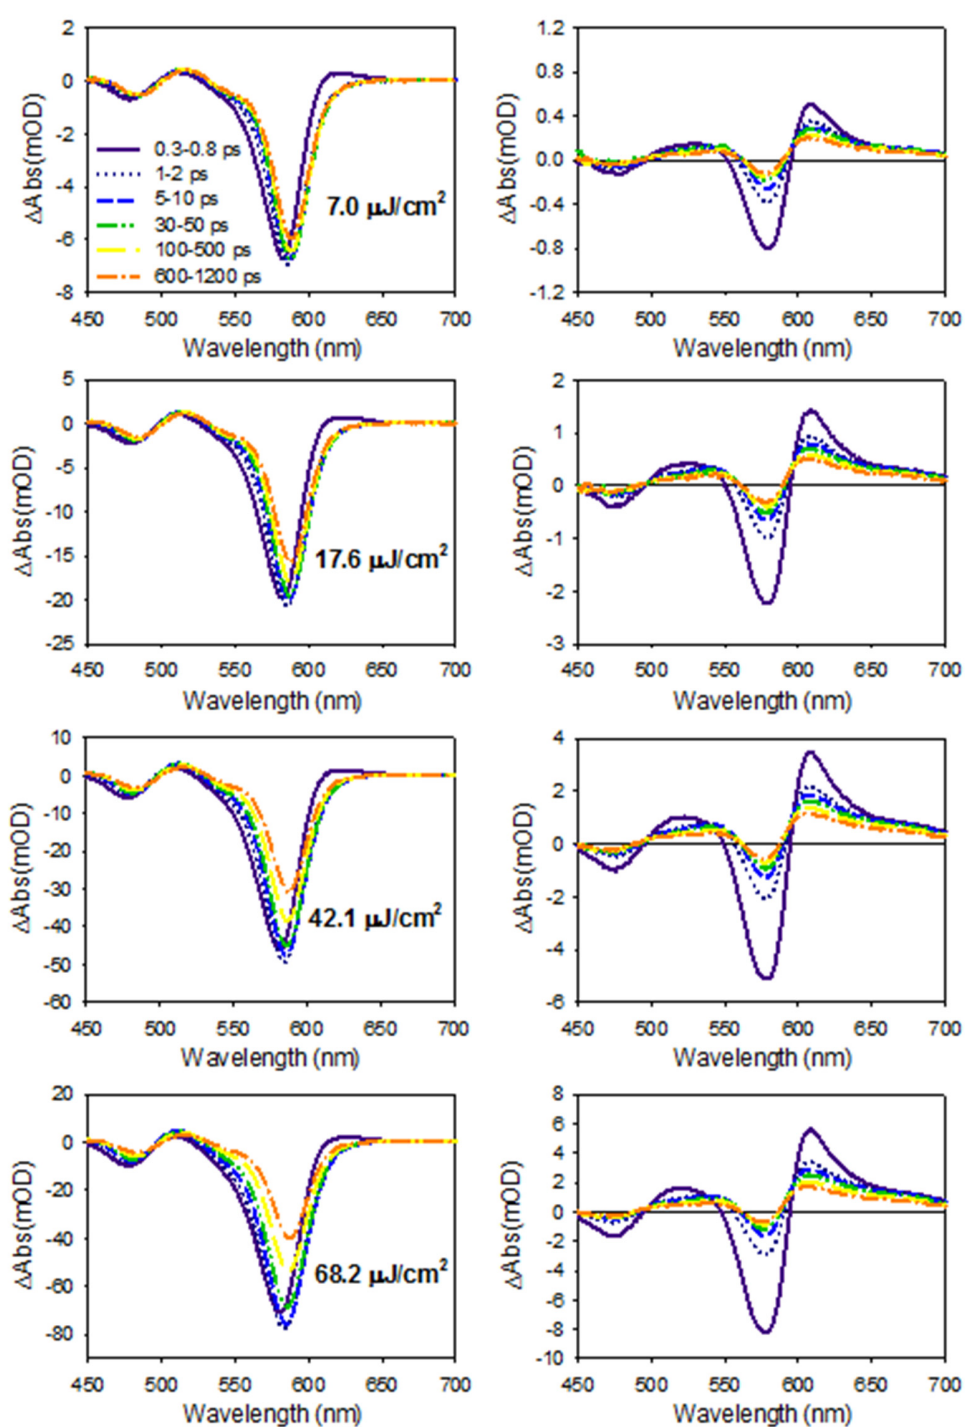 2
0
-2
-4
-6
-8
ΔAbs(mOD)
0.3-0.8 ps
1-2 ps
5-10 ps
30-50 ps
100-500 ps
600-1200 ps
7.0 μJ/cm²
450 500 550 600 650 700
Wavelength (nm)
1.2
0.8
0.4
0.0
-0.4
-0.8
-1.2
ΔAbs(mOD)
450 500 550 600 650 700
Wavelength (nm)
5
0
-5
-10
-15
-20
-25
ΔAbs(mOD)
17.6 μJ/cm²
450 500 550 600 650 700
Wavelength (nm)
2
1
0
-1
-2
-3
ΔAbs(mOD)
450 500 550 600 650 700
Wavelength (nm)
10
0
-10
-20
-30
-40
-50
-60
ΔAbs(mOD)
42.1 μJ/cm²
450 500 550 600 650 700
Wavelength (nm)
4
2
0
-2
-4
-6
ΔAbs(mOD)
450 500 550 600 650 700
Wavelength (nm)
20
0
-20
-40
-60
-80
ΔAbs(mOD)
68.2 μJ/cm²
450 500 550 600 650 700
Wavelength (nm)
8
6
4
2
0
-2
-4
-6
-8
-10
ΔAbs(mOD)
450 500 550 600 650 700
Wavelength (nm)